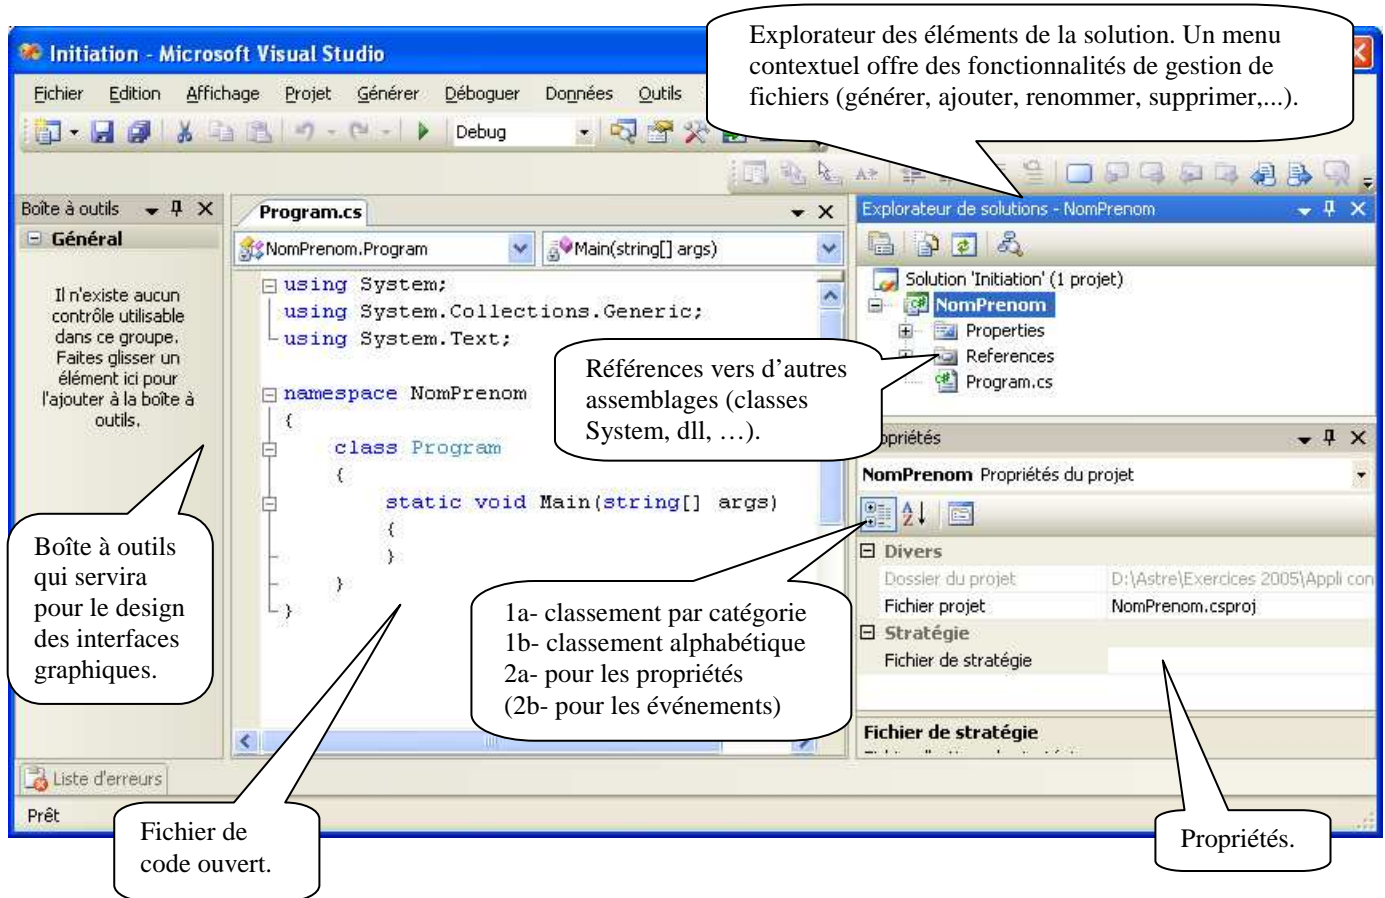 Initiation - Microsoft Visual Studio
Explorateur des éléments de la solution. Un menu
contextuel offre des fonctionnalités de gestion de
fichiers (générer, ajouter, renommer, supprimer,...).
Fichier Edition Affichage Projet Générer Déboguer Données Outils
Debug
Boîte à outils
Général
Il n'existe aucun
contrôle utilisable
dans ce groupe.
Faites glisser un
élément ici pour
l'ajouter à la boîte à
outils.
Boîte à outils
qui servira
pour le design
des interfaces
graphiques.
Program.cs
NomPrenom.Program
Main(string[] args)
using System;
using System.Collections.Generic;
using System.Text;
namespace NomPrenom
{
class Program
{
static void Main(string[] args)
{
}
}
}
Références vers d'autres
assemblages (classes
System, dll, …).
1a- classement par catégorie
1b- classement alphabétique
2a- pour les propriétés
(2b- pour les événements)
Explorateur de solutions - NomPrenom
Solution 'Initiation' (1 projet)
NomPrenom
Properties
References
Program.cs
NomPrenom Propriétés du projet
Divers
Dossier du projet D:\Astre\Exercices 2005\Appli con
Fichier projet NomPrenom.csproj
Stratégie
Fichier de stratégie
Fichier de stratégie
Liste d'erreurs
Prêt
Fichier de
code ouvert.
Propriétés.